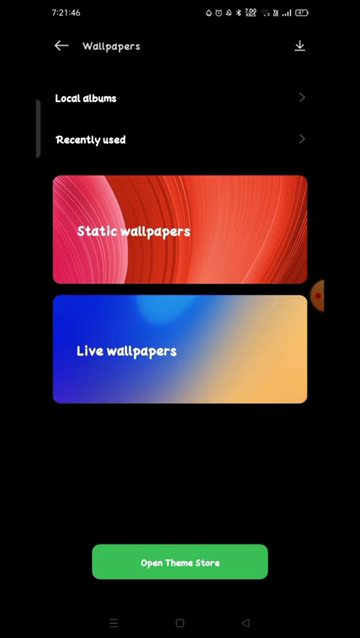 7:21:46
Wallpapers
Local albums
Recently used
Static wallpapers
Live wallpapers
Open Theme Store